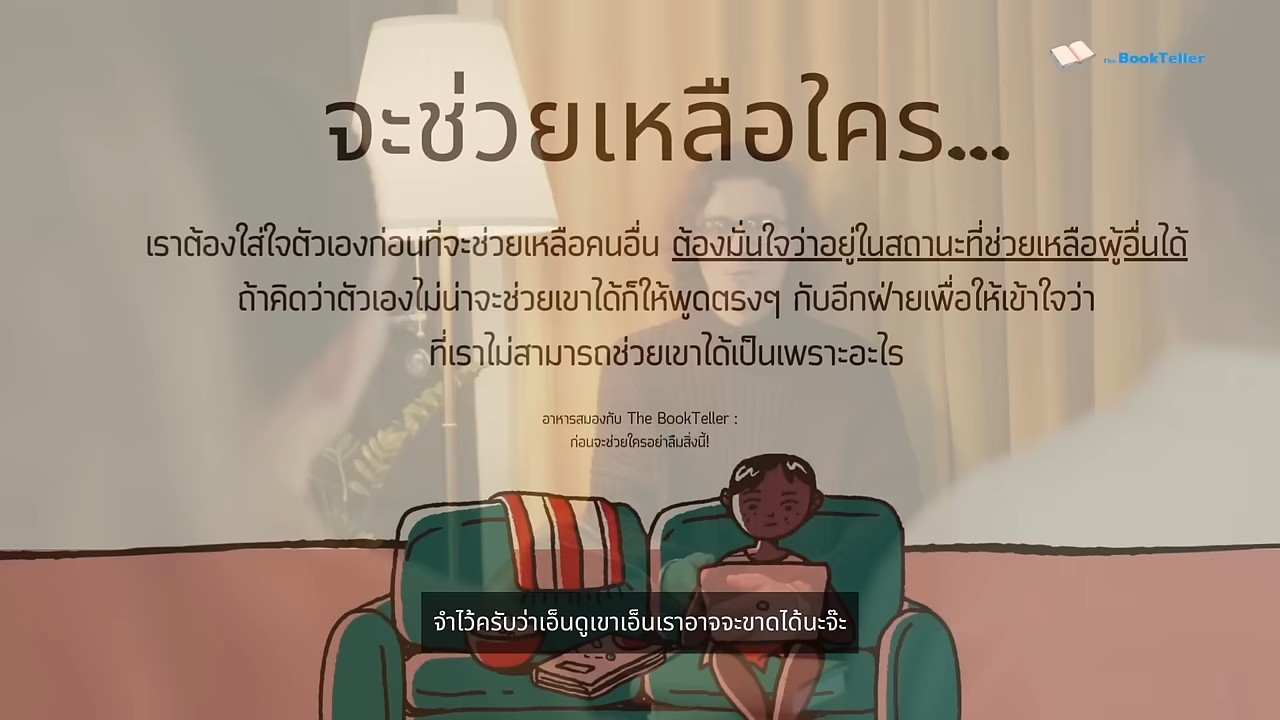 The BookTeller
จะช่วยเหลือใคร...
เราต้องใส่ใจตัวเองก่อนที่จะช่วยเหลือคนอื่น ต้องมั่นใจว่าอยู่ในสถานะที่ช่วยเหลือผู้อื่นได้
ถ้าคิดว่าตัวเองไม่น่าจะช่วยเขาได้ก็ให้พูดตรงๆ กับอีกฝ่ายเพื่อให้เข้าใจว่า
ที่เราไม่สามารถช่วยเขาได้เป็นเพราะอะไร
อาหารสมองกับ The BookTeller :
ก่อนจะช่วยใครอย่าลืมสิ่งนี้!
จำไว้ครับว่าเอ็นดูเขาเอ็นเราอาจจะขาดได้นะจ๊ะ